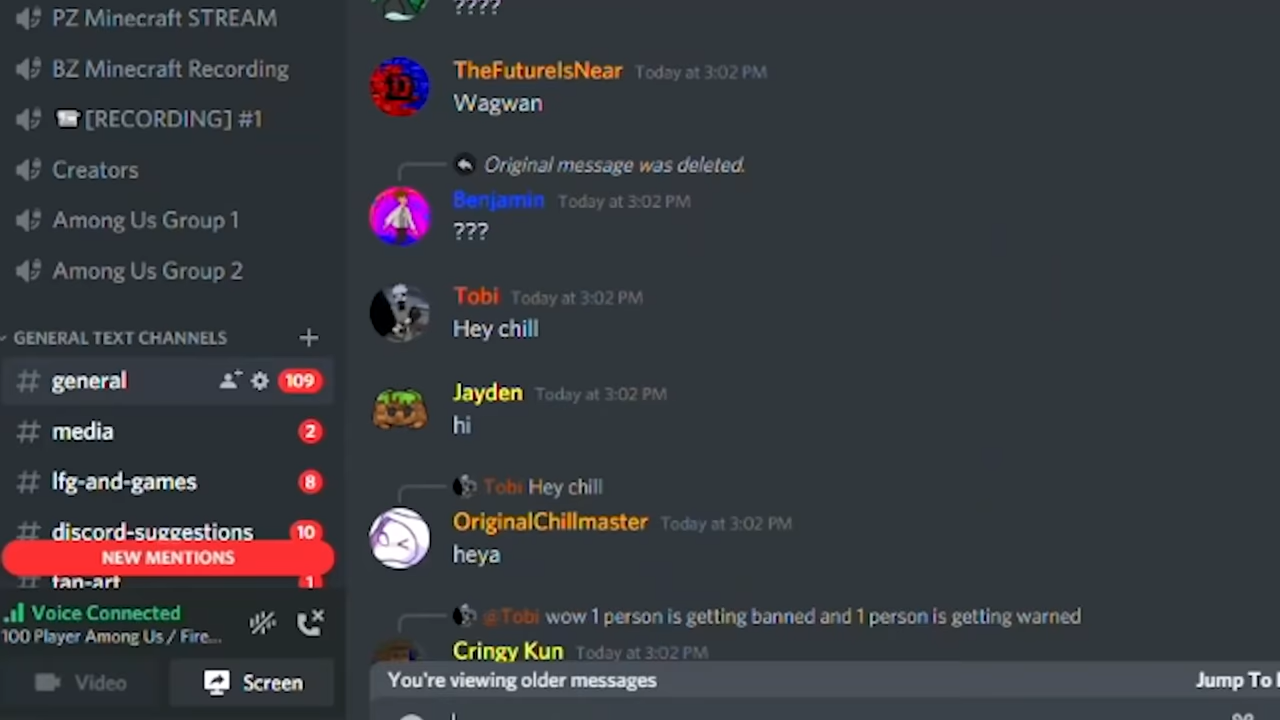 PZ Minecraft STREAM
BZ Minecraft Recording
[RECORDING] #1
Creators
Among Us Group 1
Among Us Group 2
GENERAL TEXT CHANNELS
general 109
media 2
lfg-and-games 8
discord-suggestions 10
NEW MENTIONS
fan-art 1
Voice Connected
100 Player Among Us / Fire...
Video Screen
????
TheFutureIsNear Today at 3:02 PM
Wagwan
Original message was deleted.
Benjamin Today at 3:02 PM
???
Tobi Today at 3:02 PM
Hey chill
Jayden Today at 3:02 PM
hi
Tobi Hey chill
OriginalChillmaster Today at 3:02 PM
heya
@Tobi wow 1 person is getting banned and 1 person is getting warned
Cringy Kun Today at 3:02 PM
You're viewing older messages Jump To